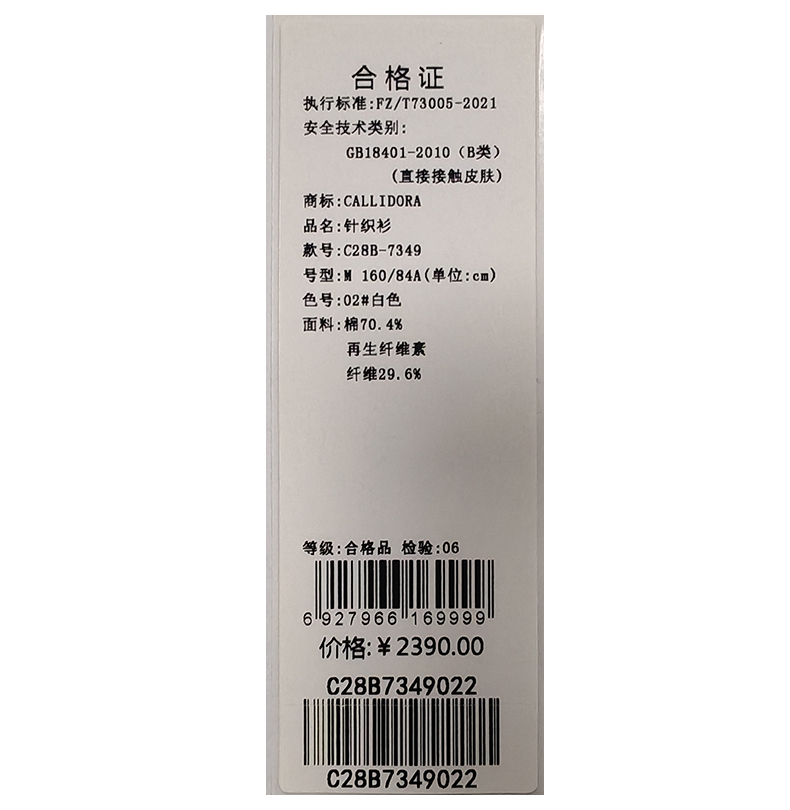 合格证
执行标准:FZ/T73005-2021
安全技术类别:
GB18401-2010（B类）
(直接接触皮肤)
商标:CALLIDORA
品名:针织衫
款号:C28B-7349
号型:M 160/84A(单位:cm)
色号:02#白色
面料:棉70.4%
再生纤维素
纤维29.6%
等级:合格品 检验:06
6 927966 169999
价格:￥2390.00
C28B7349022
C28B7349022